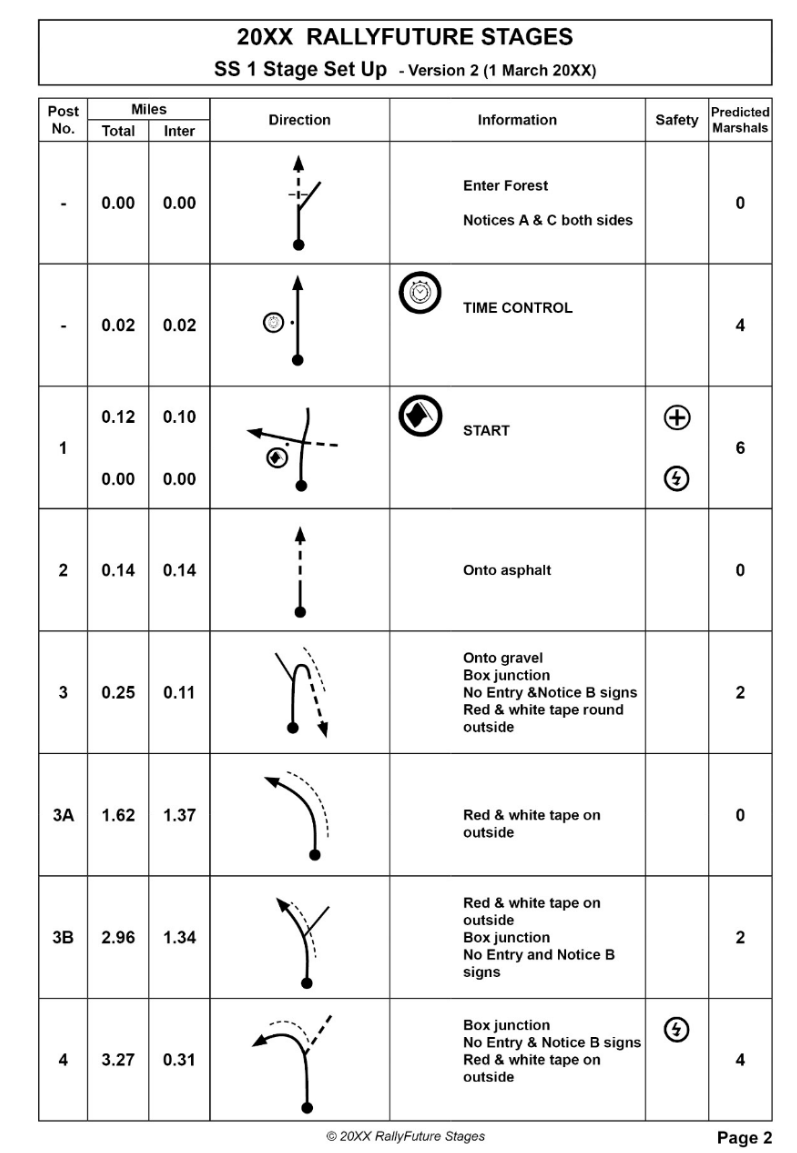 20XX RALLYFUTURE STAGES
SS 1 Stage Set Up - Version 2 (1 March 20XX)
Post No. Miles Total Inter Direction Information Safety Predicted Marshals
- 0.00 0.00 Enter Forest 0
Notices A & C both sides
- 0.02 0.02 TIME CONTROL 4
0.12 0.10
1 START 6
0.00 0.00
2 0.14 0.14 Onto asphalt 0
Onto gravel
Box junction
3 0.25 0.11 No Entry &Notice B signs 2
Red & white tape round
outside
3A 1.62 1.37 Red & white tape on 0
outside
Red & white tape on
outside
3B 2.96 1.34 Box junction 2
No Entry and Notice B
signs
Box junction
No Entry & Notice B signs
4 3.27 0.31 Red & white tape on 4
outside
© 20XX RallyFuture Stages
Page 2